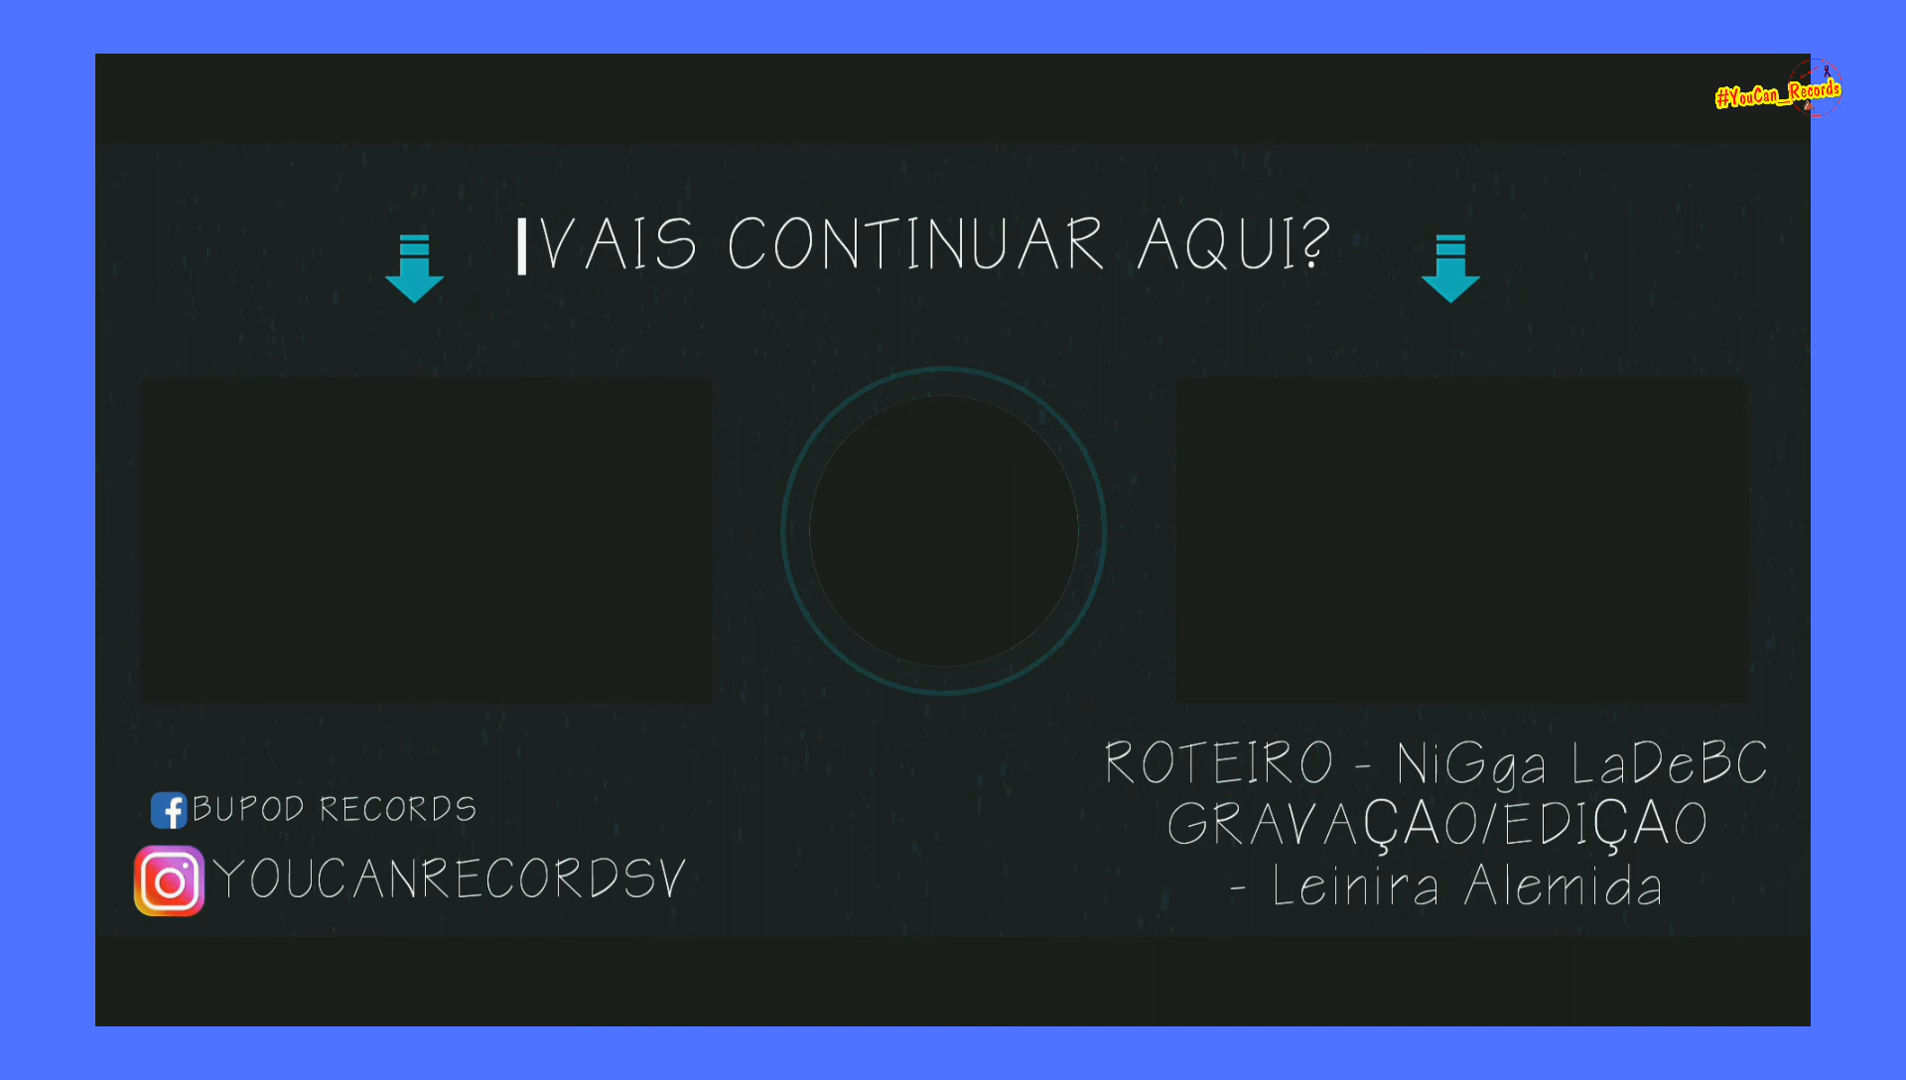 #YouCan_Records
VAIS CONTINUAR AQUI?
BUPOD RECORDS
YOUCANRECORDSV
ROTEIRO - NiGga LaDeBC
GRAVAÇAO/EDIÇAO
- Leinira Alemida